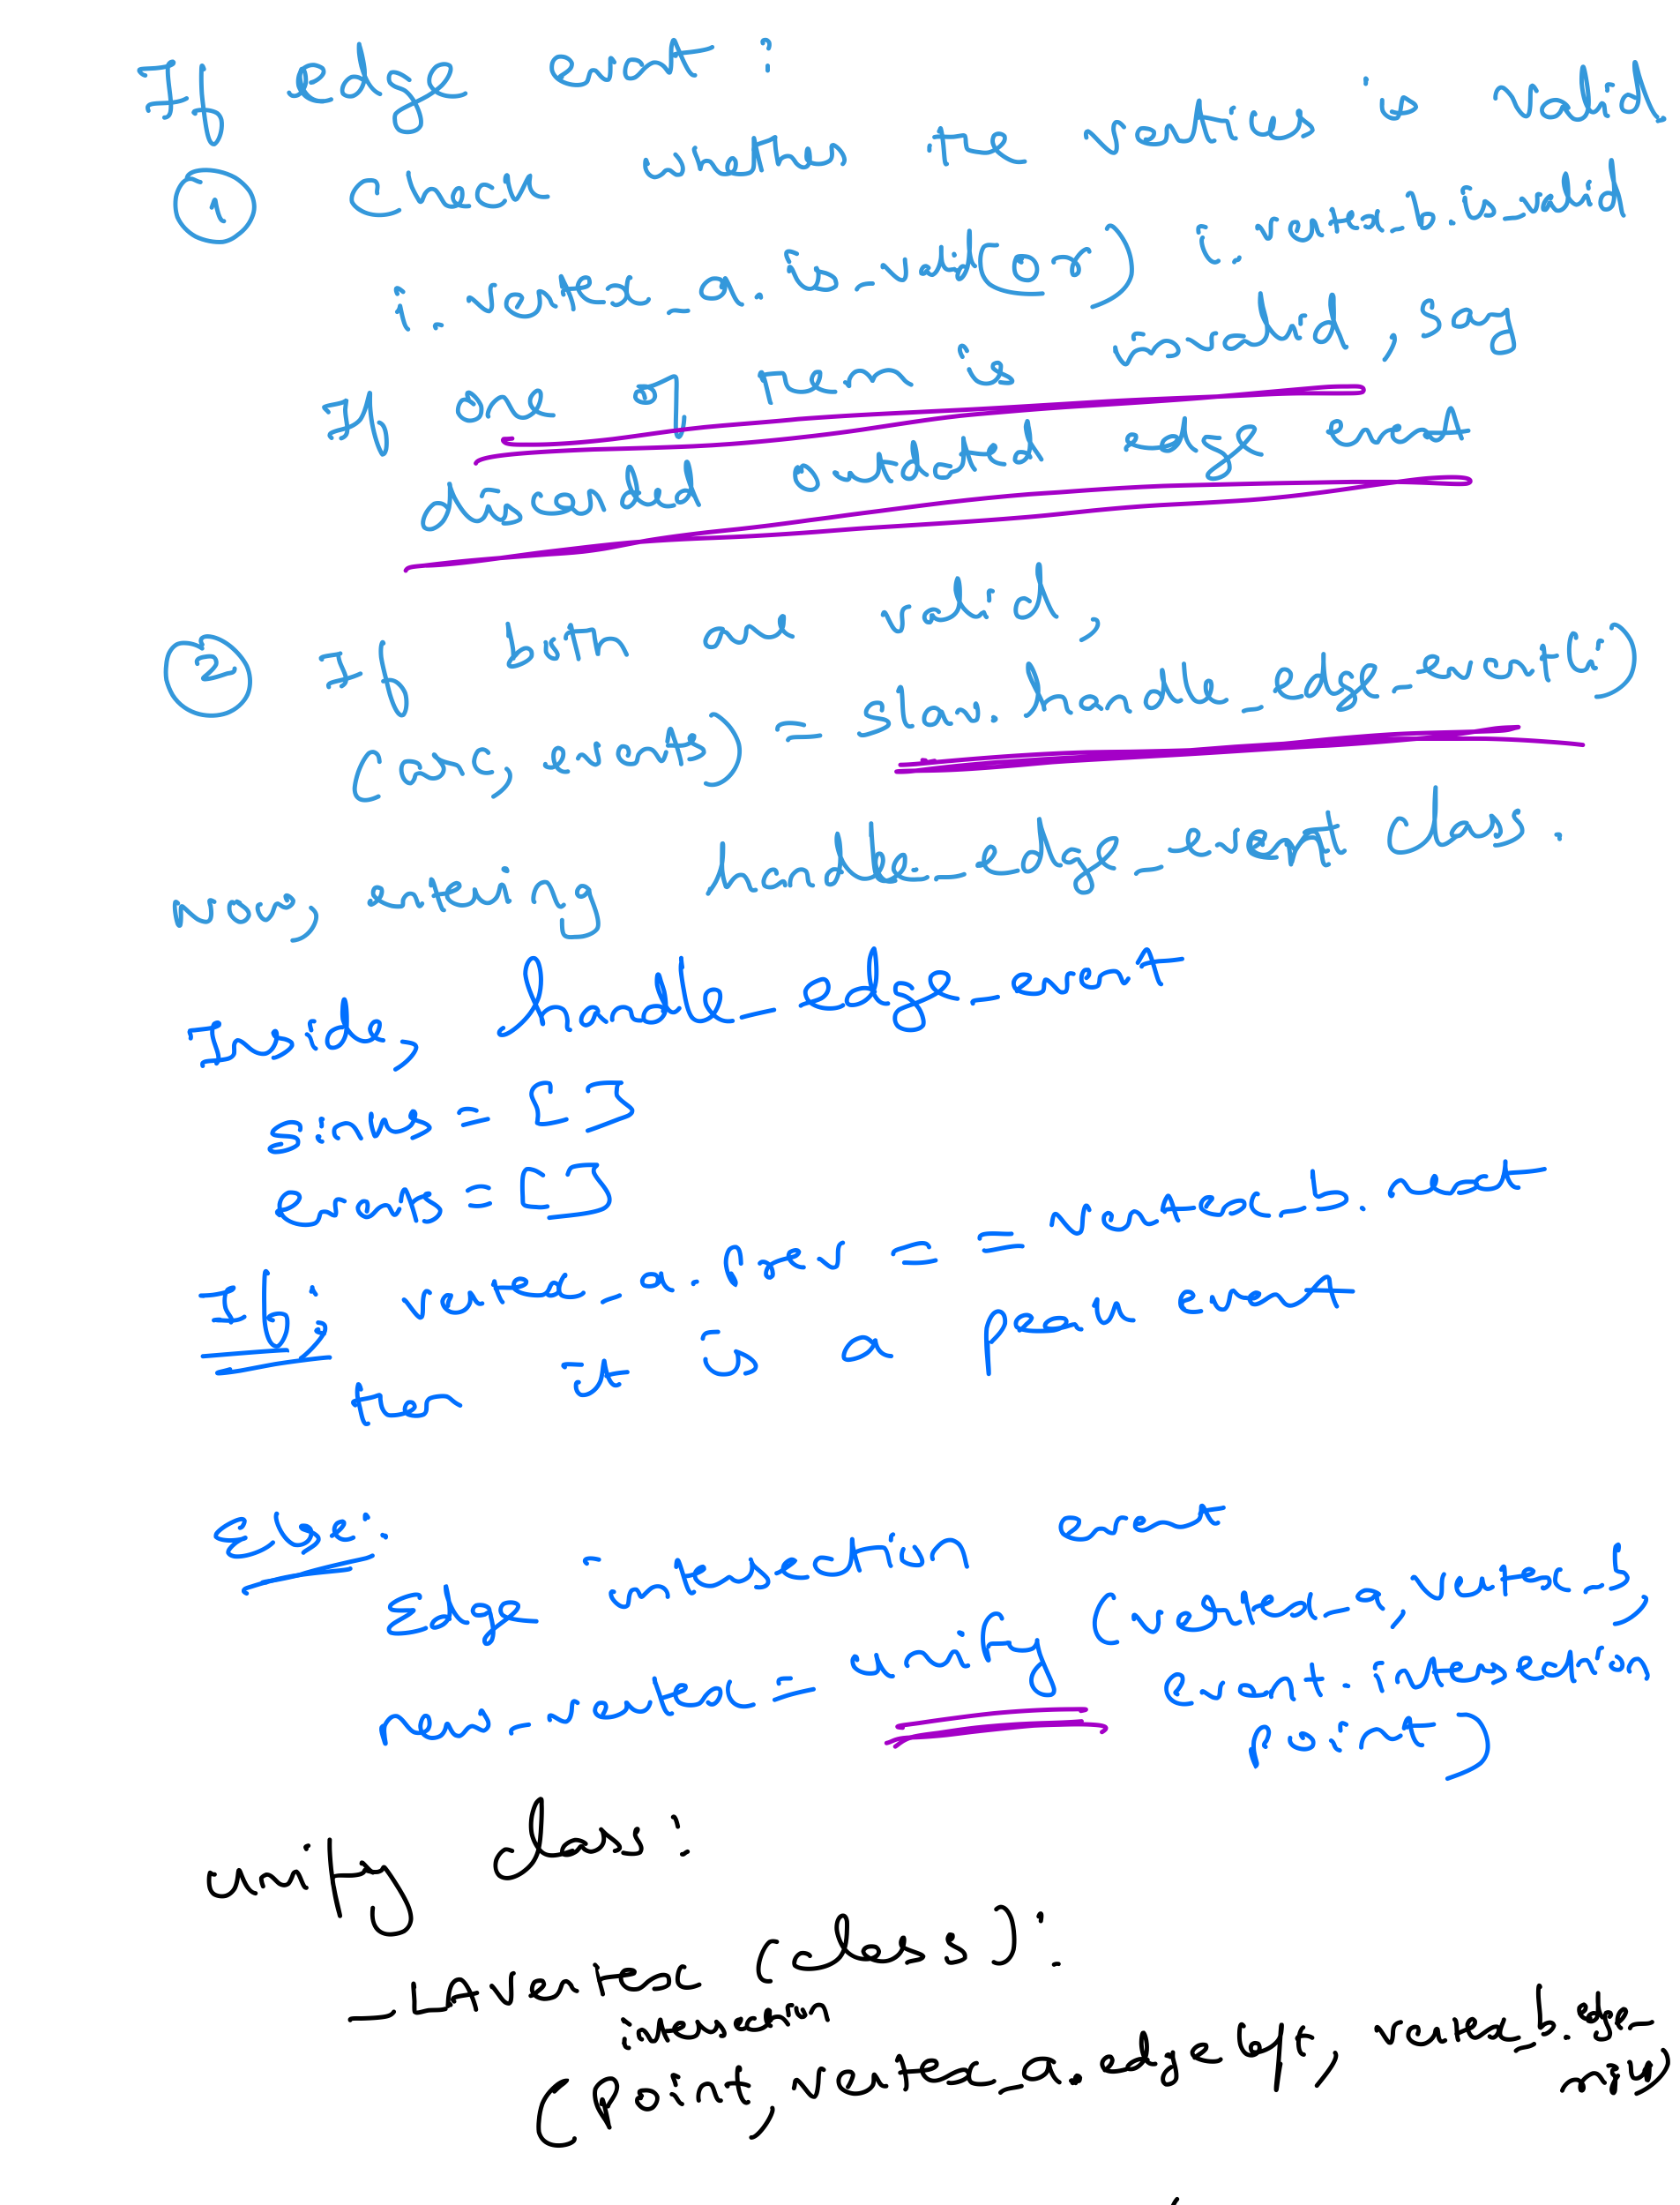 If edge event :
① Check whether the vertices is valid
i. vertex_a. is_valid (or) i. vertex_b. is_valid
If one of them is invalid, say
discarded outdated edge event
② If both are valid,
(arc, events) = slav. handle_edge_event(i)
Now, entering handle_edge_event class.
Inside, handle_edge_event
sinks = []
events = []
If; vertex_a. prev == vertex_b. next
then it is a peak event
Else:
Edge intersection event
new_vertex = unify (vertex_a, vertex_b,
event. intersection
point)
unify class:
_LAVertex (class):
intersection
(Point, vertex_a. edge left, vertex_b. edge_
right)